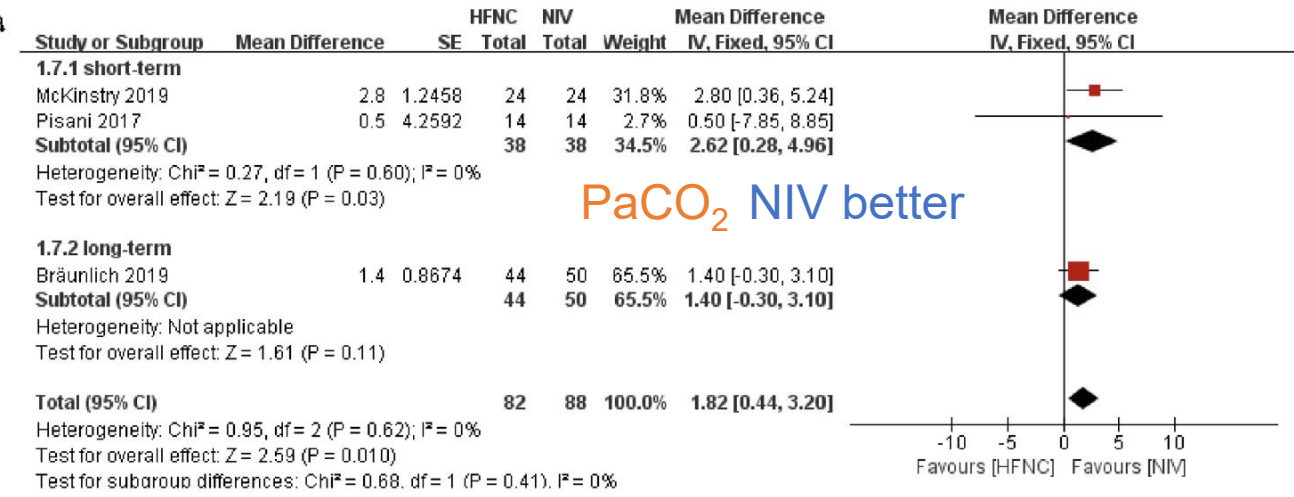 a
HFNC NIV Mean Difference Mean Difference
Study or Subgroup Mean Difference SE Total Total Weight IV, Fixed, 95% CI IV, Fixed, 95% CI
1.7.1 short-term
McKinstry 2019 2.8 1.2458 24 24 31.8% 2.80 [0.36, 5.24]
Pisani 2017 0.5 4.2592 14 14 2.7% 0.50 [-7.85, 8.85]
Subtotal (95% CI) 38 38 34.5% 2.62 [0.28, 4.96]
Heterogeneity: Chi² = 0.27, df = 1 (P = 0.60); I² = 0%
Test for overall effect: Z = 2.19 (P = 0.03)
PaCO₂ NIV better
1.7.2 long-term
Bräunlich 2019 1.4 0.8674 44 50 65.5% 1.40 [-0.30, 3.10]
Subtotal (95% CI) 44 50 65.5% 1.40 [-0.30, 3.10]
Heterogeneity: Not applicable
Test for overall effect: Z = 1.61 (P = 0.11)
Total (95% CI) 82 88 100.0% 1.82 [0.44, 3.20]
Heterogeneity: Chi² = 0.95, df = 2 (P = 0.62); I² = 0%
Test for overall effect: Z = 2.59 (P = 0.010)
Test for subgroup differences: Chi² = 0.68, df = 1 (P = 0.41), I² = 0%
-10 -5 0 5 10
Favours [HFNC] Favours [NIV]